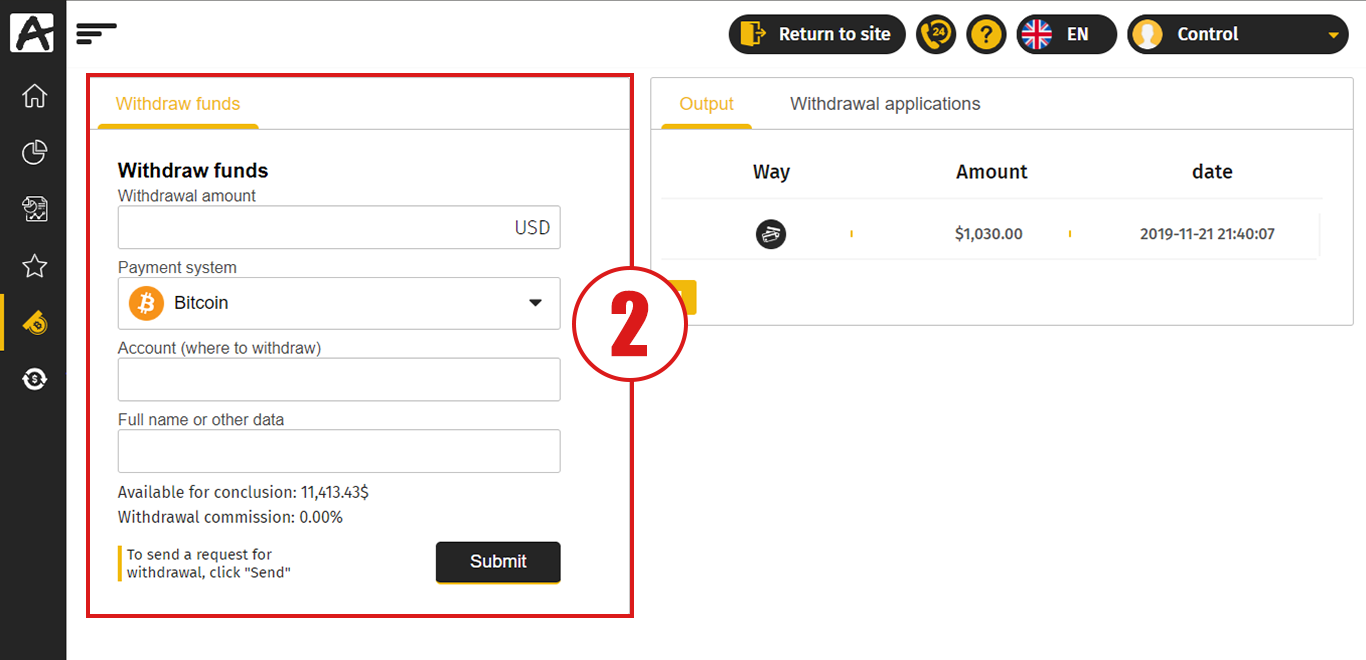 Return to site
24
?
EN
Control
Withdraw funds
Output
Withdrawal applications
Withdraw funds
Withdrawal amount
USD
Payment system
Bitcoin
Account (where to withdraw)
Full name or other data
Available for conclusion: 11,413.43$
Withdrawal commission: 0.00%
To send a request for
withdrawal, click "Send"
Submit
2
Way Amount date
$1,030.00 2019-11-21 21:40:07